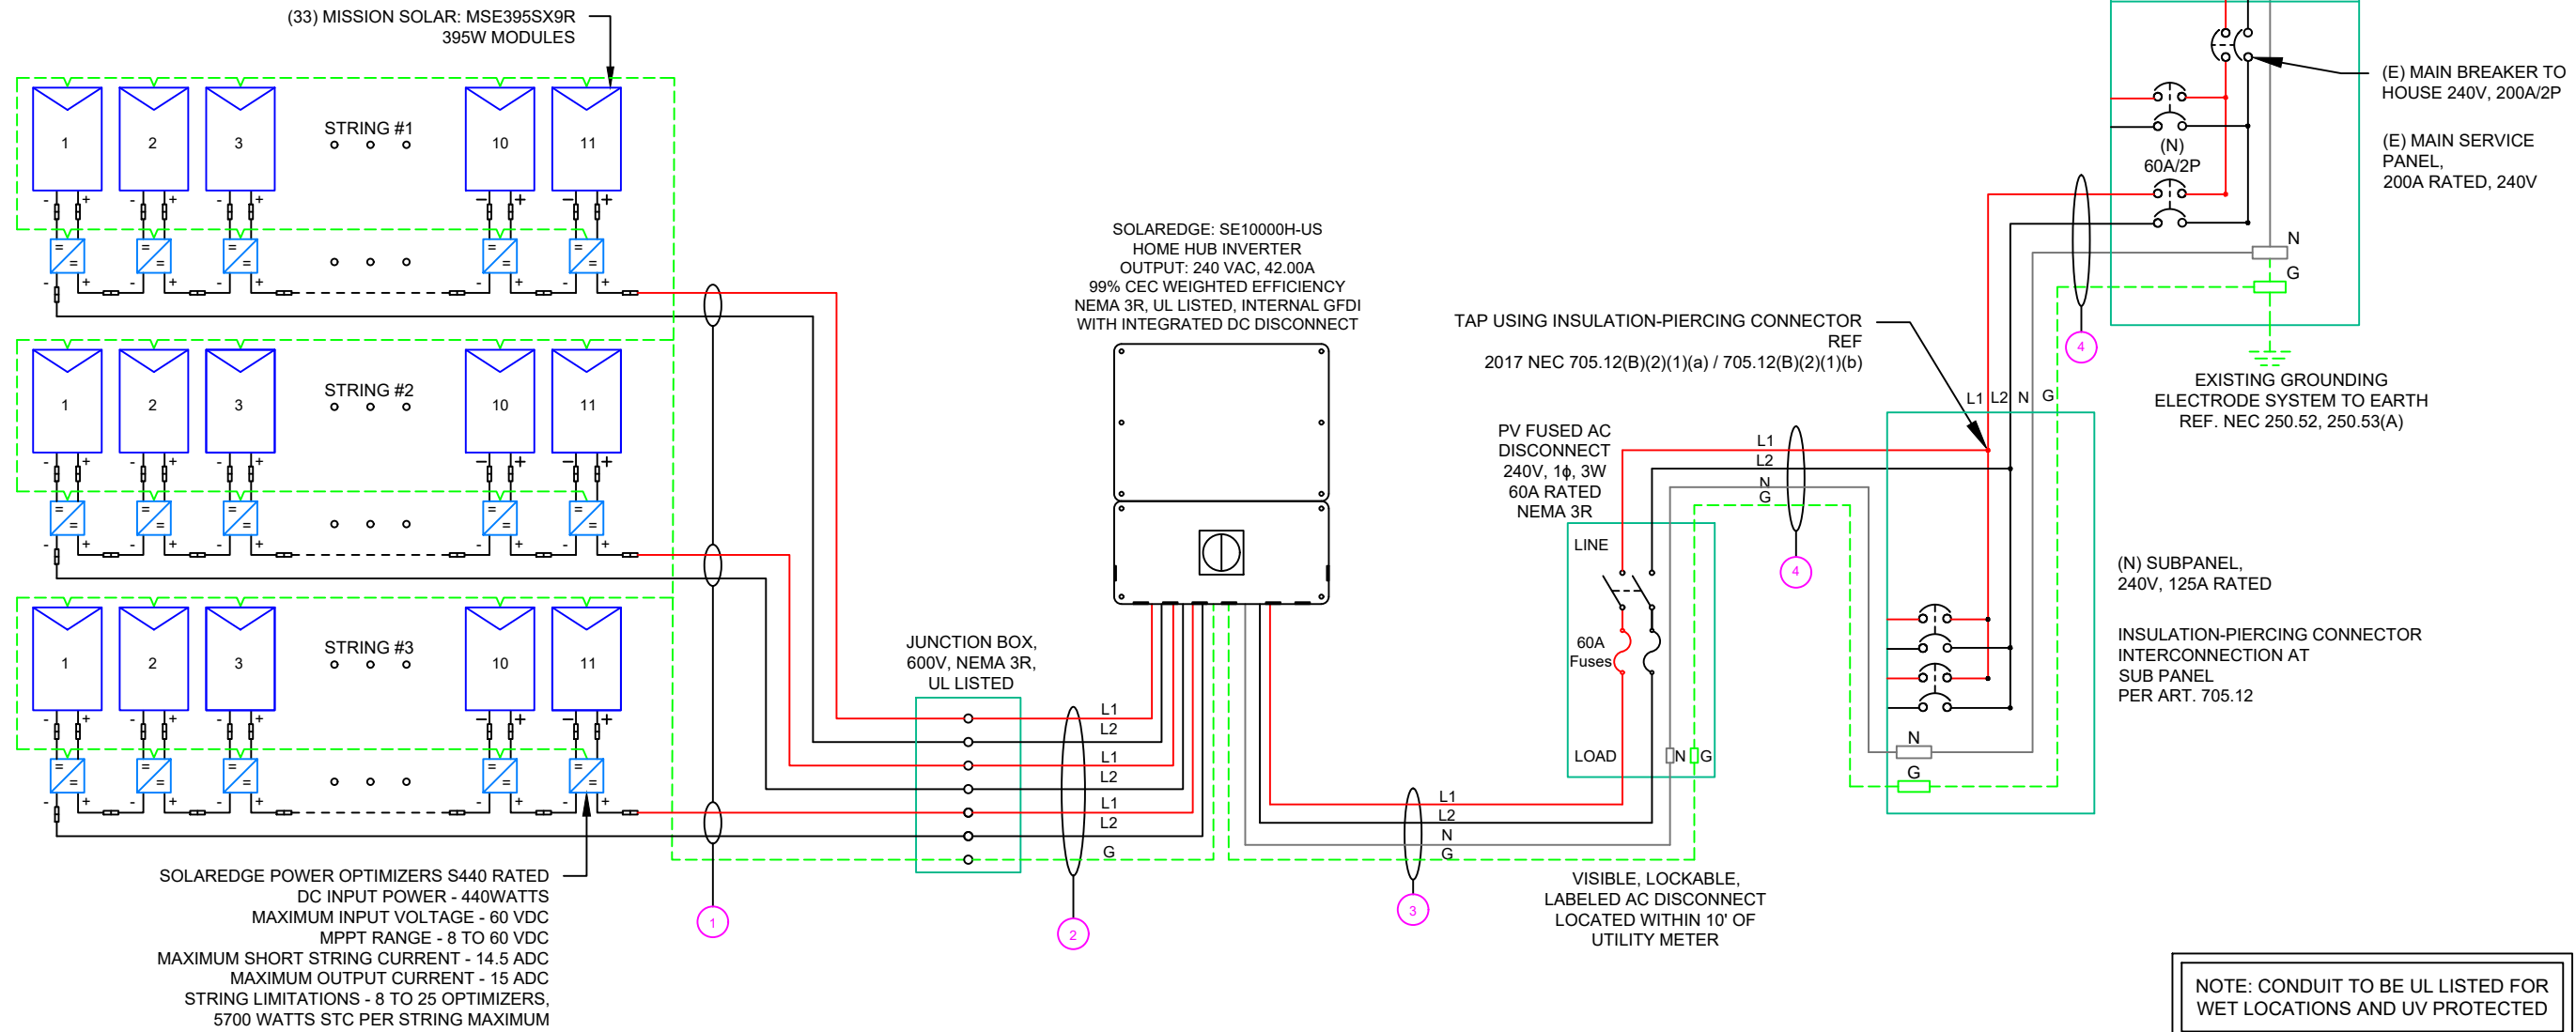 (33) MISSION SOLAR: MSE395SX9R
395W MODULES
1
2
3
STRING #1
10
11
- + - + - + - + - +
- + - + - + - + - +
1
2
3
STRING #2
10
11
- + - + - + - + - +
- + - + - + - + - +
1
2
3
STRING #3
10
11
- + - + - + - + - +
- + - + - + - + - +
SOLAREDGE POWER OPTIMIZERS S440 RATED
DC INPUT POWER - 440WATTS
MAXIMUM INPUT VOLTAGE - 60 VDC
MPPT RANGE - 8 TO 60 VDC
MAXIMUM SHORT STRING CURRENT - 14.5 ADC
MAXIMUM OUTPUT CURRENT - 15 ADC
STRING LIMITATIONS - 8 TO 25 OPTIMIZERS,
5700 WATTS STC PER STRING MAXIMUM
1
JUNCTION BOX,
600V, NEMA 3R,
UL LISTED
L1
L2
L1
L2
L1
L2
G
2
SOLAREDGE: SE10000H-US
HOME HUB INVERTER
OUTPUT: 240 VAC, 42.00A
99% CEC WEIGHTED EFFICIENCY
NEMA 3R, UL LISTED, INTERNAL GFDI
WITH INTEGRATED DC DISCONNECT
L1
L2
N
G
3
PV FUSED AC
DISCONNECT
240V, 1ϕ, 3W
60A RATED
NEMA 3R
LINE
60A
Fuses
LOAD
N
G
VISIBLE, LOCKABLE,
LABELED AC DISCONNECT
LOCATED WITHIN 10' OF
UTILITY METER
L1
L2
N
G
4
TAP USING INSULATION-PIERCING CONNECTOR
REF
2017 NEC 705.12(B)(2)(1)(a) / 705.12(B)(2)(1)(b)
L1 L2 N G
N
G
(N) SUBPANEL,
240V, 125A RATED
INSULATION-PIERCING CONNECTOR
INTERCONNECTION AT
SUB PANEL
PER ART. 705.12
4
(N)
60A/2P
N
G
(E) MAIN BREAKER TO
HOUSE 240V, 200A/2P
(E) MAIN SERVICE
PANEL,
200A RATED, 240V
EXISTING GROUNDING
ELECTRODE SYSTEM TO EARTH
REF. NEC 250.52, 250.53(A)
NOTE: CONDUIT TO BE UL LISTED FOR
WET LOCATIONS AND UV PROTECTED